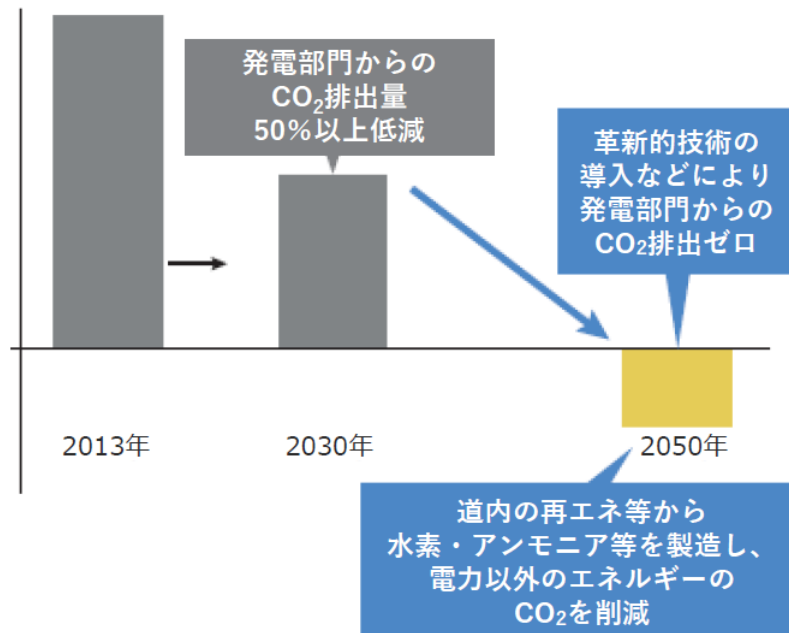 発電部門からの
CO₂排出量
50%以上低減
革新的技術の
導入などにより
発電部門からの
CO₂排出ゼロ
2013年
2030年
2050年
道内の再エネ等から
水素・アンモニア等を製造し、
電力以外のエネルギーの
CO₂を削減